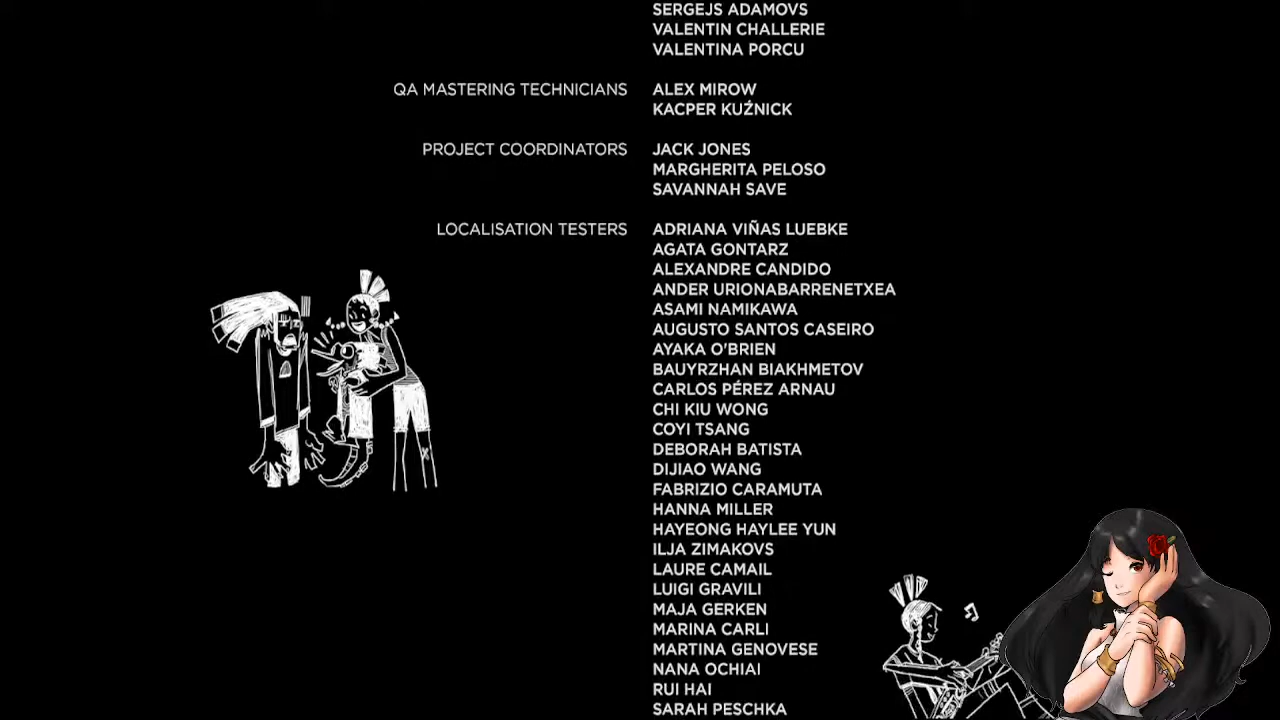 SERGEJS ADAMOVS
VALENTIN CHALLERIE
VALENTINA PORCU
QA MASTERING TECHNICIANS ALEX MIROW
KACPER KUŹNICK
PROJECT COORDINATORS JACK JONES
MARGHERITA PELOSO
SAVANNAH SAVE
LOCALISATION TESTERS ADRIANA VIÑAS LUEBKE
AGATA GONTARZ
ALEXANDRE CANDIDO
ANDER URIONABARRENETXEA
ASAMI NAMIKAWA
AUGUSTO SANTOS CASEIRO
AYAKA O'BRIEN
BAUYRZHAN BIAKHMETOV
CARLOS PÉREZ ARNAU
CHI KIU WONG
COYI TSANG
DEBORAH BATISTA
DIJIAO WANG
FABRIZIO CARAMUTA
HANNA MILLER
HAYEONG HAYLEE YUN
ILJA ZIMAKOVS
LAURE CAMAIL
LUIGI GRAVILI
MAJA GERKEN
MARINA CARLI
MARTINA GENOVESE
NANA OCHIAI
RUI HAI
SARAH PESCHKA